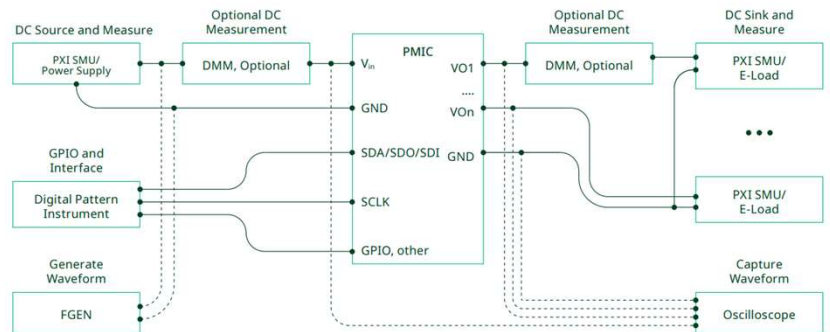 DC Source and Measure
PXI SMU/
Power Supply
Optional DC
Measurement
DMM, Optional
PMIC
Vin
GND
SDA/SDO/SDI
SCLK
GPIO, other
VO1
....
VOn
GND
Optional DC
Measurement
DMM, Optional
DC Sink and
Measure
PXI SMU/
E-Load
PXI SMU/
E-Load
GPIO and
Interface
Digital Pattern
Instrument
Generate
Waveform
FGEN
Capture
Waveform
Oscilloscope